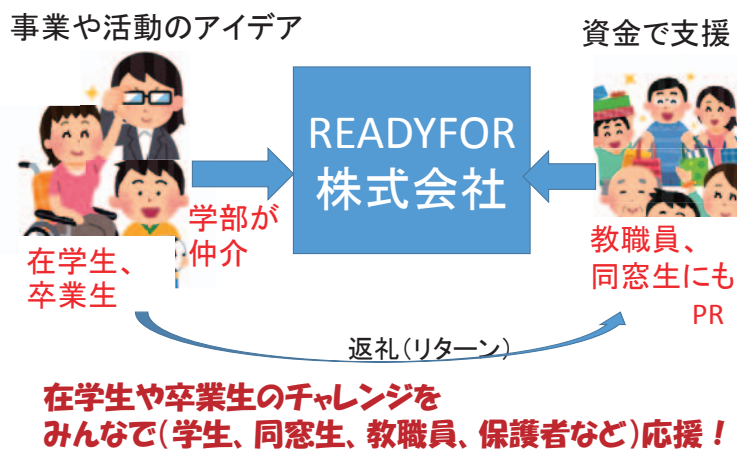 事業や活動のアイデア
資金で支援
READYFOR
株式会社
学部が
仲介
在学生、
卒業生
教職員、
同窓生にも
PR
返礼(リターン)
在学生や卒業生のチャレンジを
みんなで(学生、同窓生、教職員、保護者など)応援!